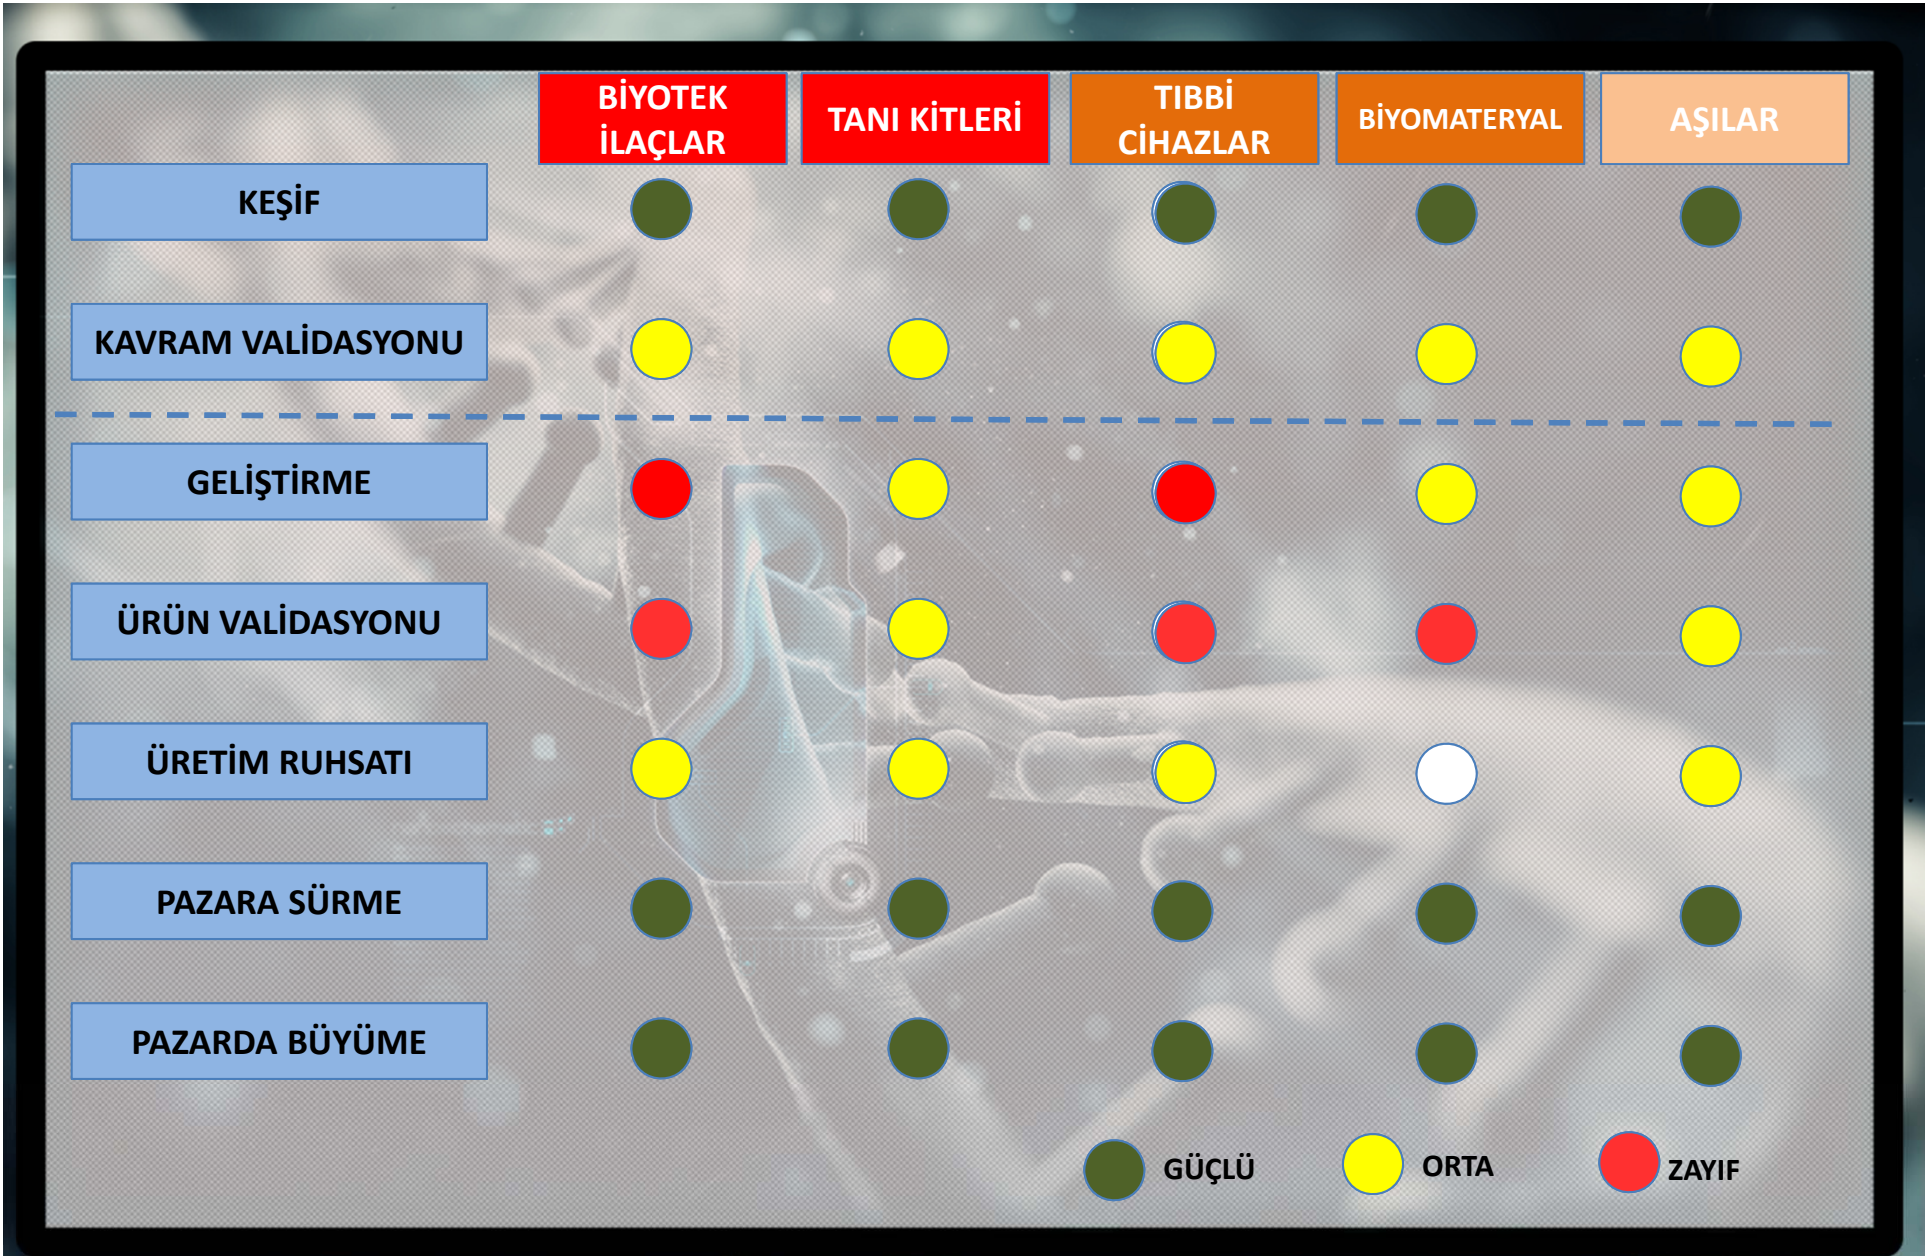 BİYOTEK
İLAÇLAR
TANI KİTLERİ
TIBBİ
CİHAZLAR
BİYOMATERYAL
AŞILAR
KEŞİF
KAVRAM VALİDASYONU
GELİŞTİRME
ÜRÜN VALİDASYONU
ÜRETİM RUHSATI
PAZARA SÜRME
PAZARDA BÜYÜME
GÜÇLÜ
ORTA
ZAYIF